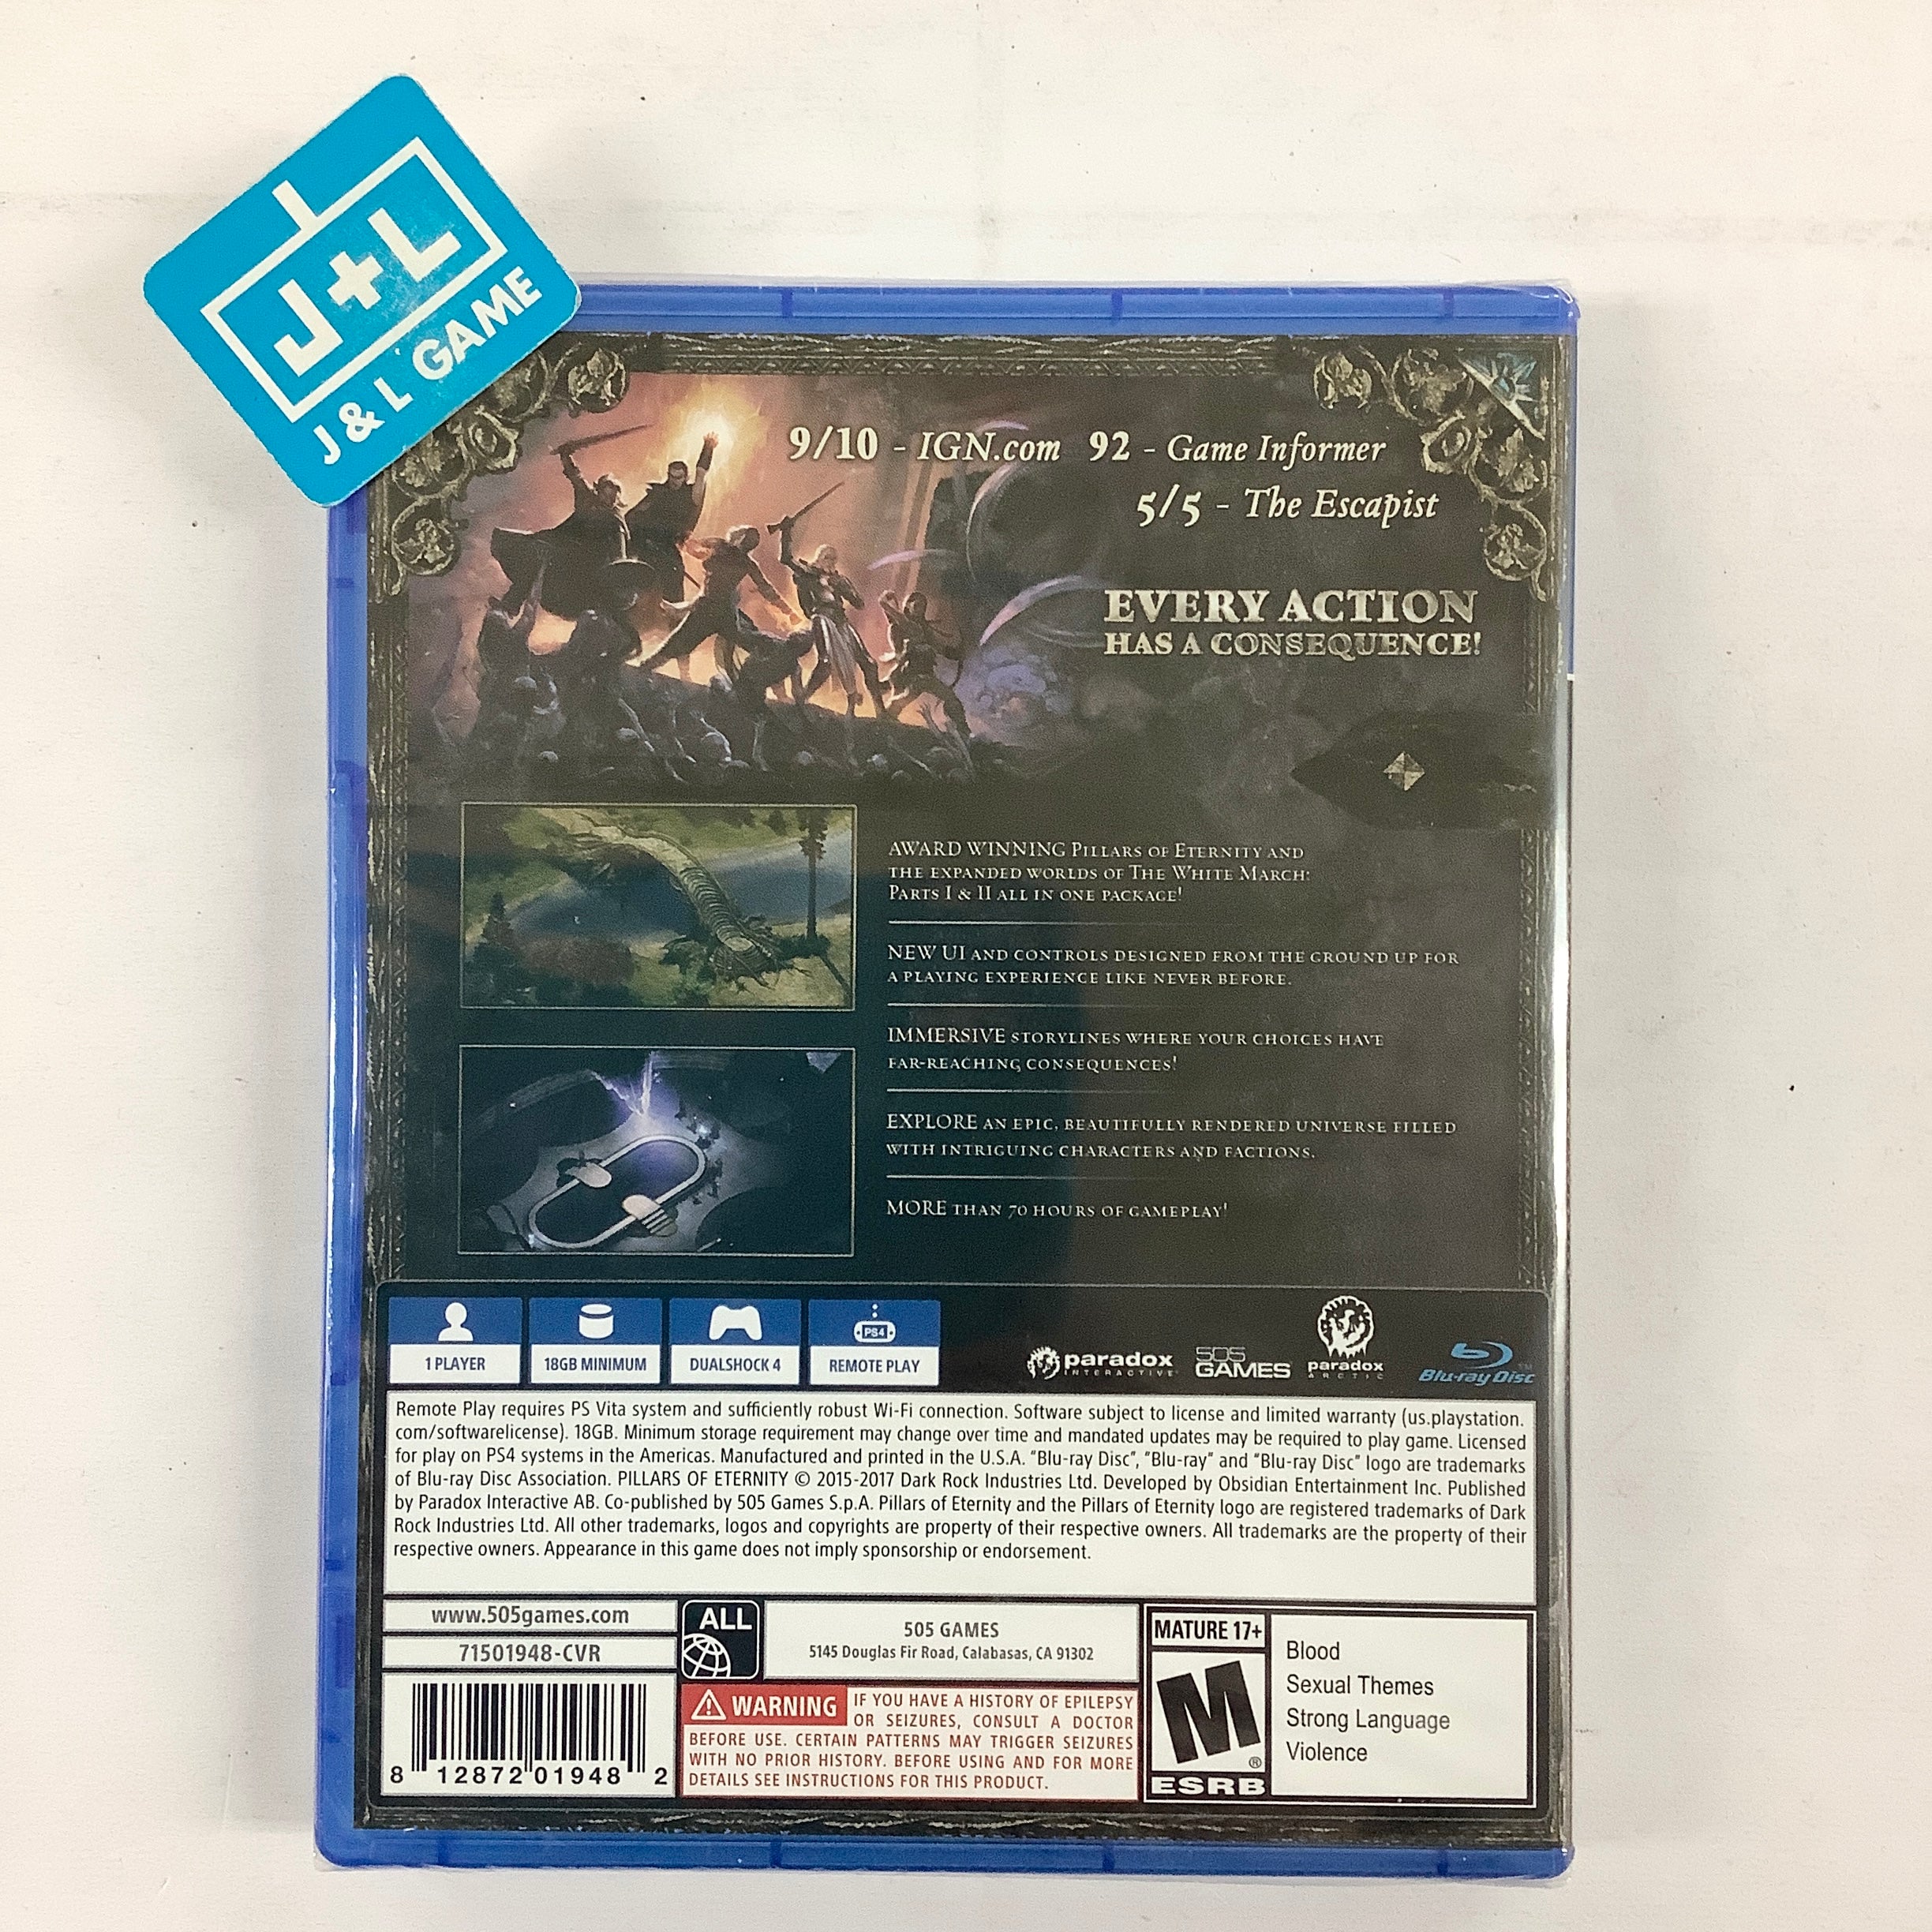 J+L
J & L GAME
9/10 - IGN.com 92 - Game Informer
5/5 - The Escapist
EVERY ACTION
HAS A CONSEQUENCE!
AWARD WINNING PILLARS OF ETERNITY AND
THE EXPANDED WORLDS OF THE WHITE MARCH:
PARTS I & II ALL IN ONE PACKAGE!
NEW UI AND CONTROLS DESIGNED FROM THE GROUND UP FOR
A PLAYING EXPERIENCE LIKE NEVER BEFORE.
IMMERSIVE STORYLINES WHERE YOUR CHOICES HAVE
FAR-REACHING CONSEQUENCES!
EXPLORE AN EPIC, BEAUTIFULLY RENDERED UNIVERSE FILLED
WITH INTRIGUING CHARACTERS AND FACTIONS.
MORE THAN 70 HOURS OF GAMEPLAY!
PS4
1 PLAYER 18GB MINIMUM DUALSHOCK 4 REMOTE PLAY
paradox INTERACTIVE 505 GAMES paradox ARCTIC Blu-ray Disc™
Remote Play requires PS Vita system and sufficiently robust Wi-Fi connection. Software subject to license and limited warranty (us.playstation.
com/softwarelicense). 18GB. Minimum storage requirement may change over time and mandated updates may be required to play game. Licensed
for play on PS4 systems in the Americas. Manufactured and printed in the U.S.A. "Blu-ray Disc", "Blu-ray" and "Blu-ray Disc" logo are trademarks
of Blu-ray Disc Association. PILLARS OF ETERNITY © 2015-2017 Dark Rock Industries Ltd. Developed by Obsidian Entertainment Inc. Published
by Paradox Interactive AB. Co-published by 505 Games S.p.A. Pillars of Eternity and the Pillars of Eternity logo are registered trademarks of Dark
Rock Industries Ltd. All other trademarks, logos and copyrights are property of their respective owners. All trademarks are the property of their
respective owners. Appearance in this game does not imply sponsorship or endorsement.
www.505games.com
71501948-CVR
8 12872 01948 2
ALL
505 GAMES
5145 Douglas Fir Road, Calabasas, CA 91302
WARNING IF YOU HAVE A HISTORY OF EPILEPSY
OR SEIZURES, CONSULT A DOCTOR
BEFORE USE. CERTAIN PATTERNS MAY TRIGGER SEIZURES
WITH NO PRIOR HISTORY. BEFORE USING AND FOR MORE
DETAILS SEE INSTRUCTIONS FOR THIS PRODUCT.
MATURE 17+
M®
ESRB
Blood
Sexual Themes
Strong Language
Violence